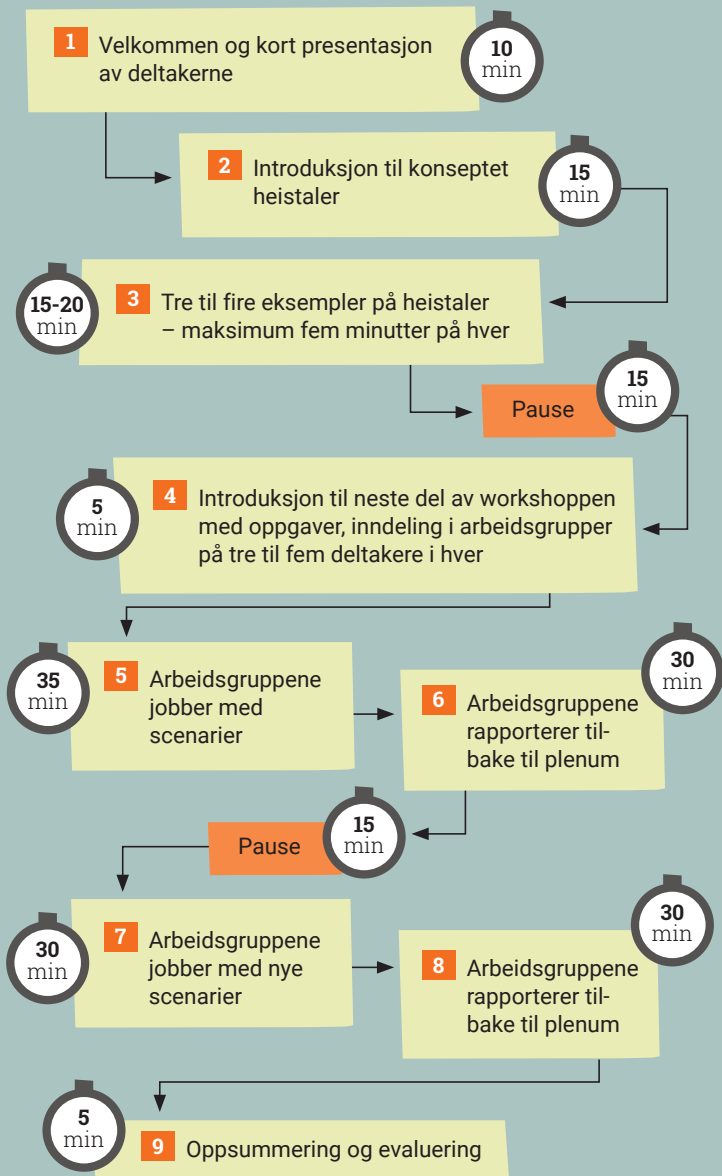 1 Velkommen og kort presentasjon
av deltakerne
10
min
2 Introduksjon til konseptet
heistaler
15
min
15-20
min
3 Tre til fire eksempler på heistaler
– maksimum fem minutter på hver
Pause
15
min
5
min
4 Introduksjon til neste del av workshoppen
med oppgaver, inndeling i arbeidsgrupper
på tre til fem deltakere i hver
35
min
5 Arbeidsgruppene
jobber med
scenarier
30
min
6 Arbeidsgruppene
rapporterer til-
bake til plenum
Pause
15
min
30
min
7 Arbeidsgruppene
jobber med nye
scenarier
30
min
8 Arbeidsgruppene
rapporterer til-
bake til plenum
5
min
9 Oppsummering og evaluering